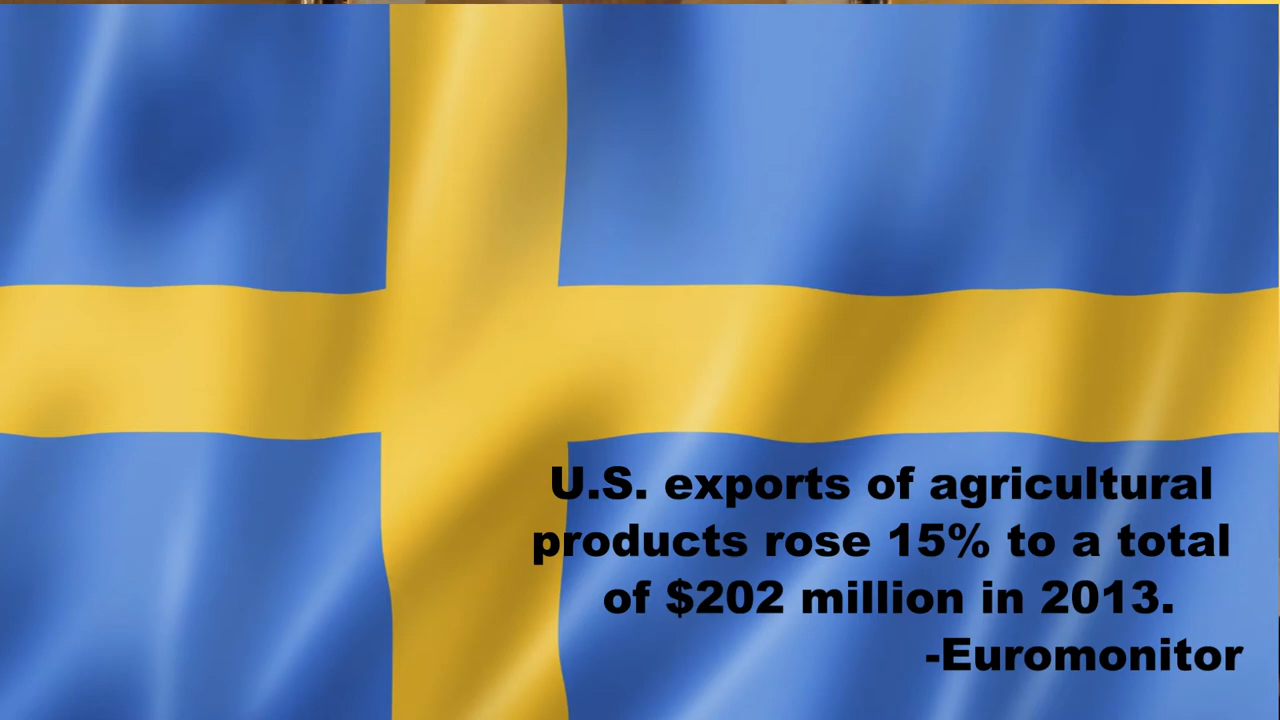 U.S. exports of agricultural
products rose 15% to a total
of $202 million in 2013.
-Euromonitor